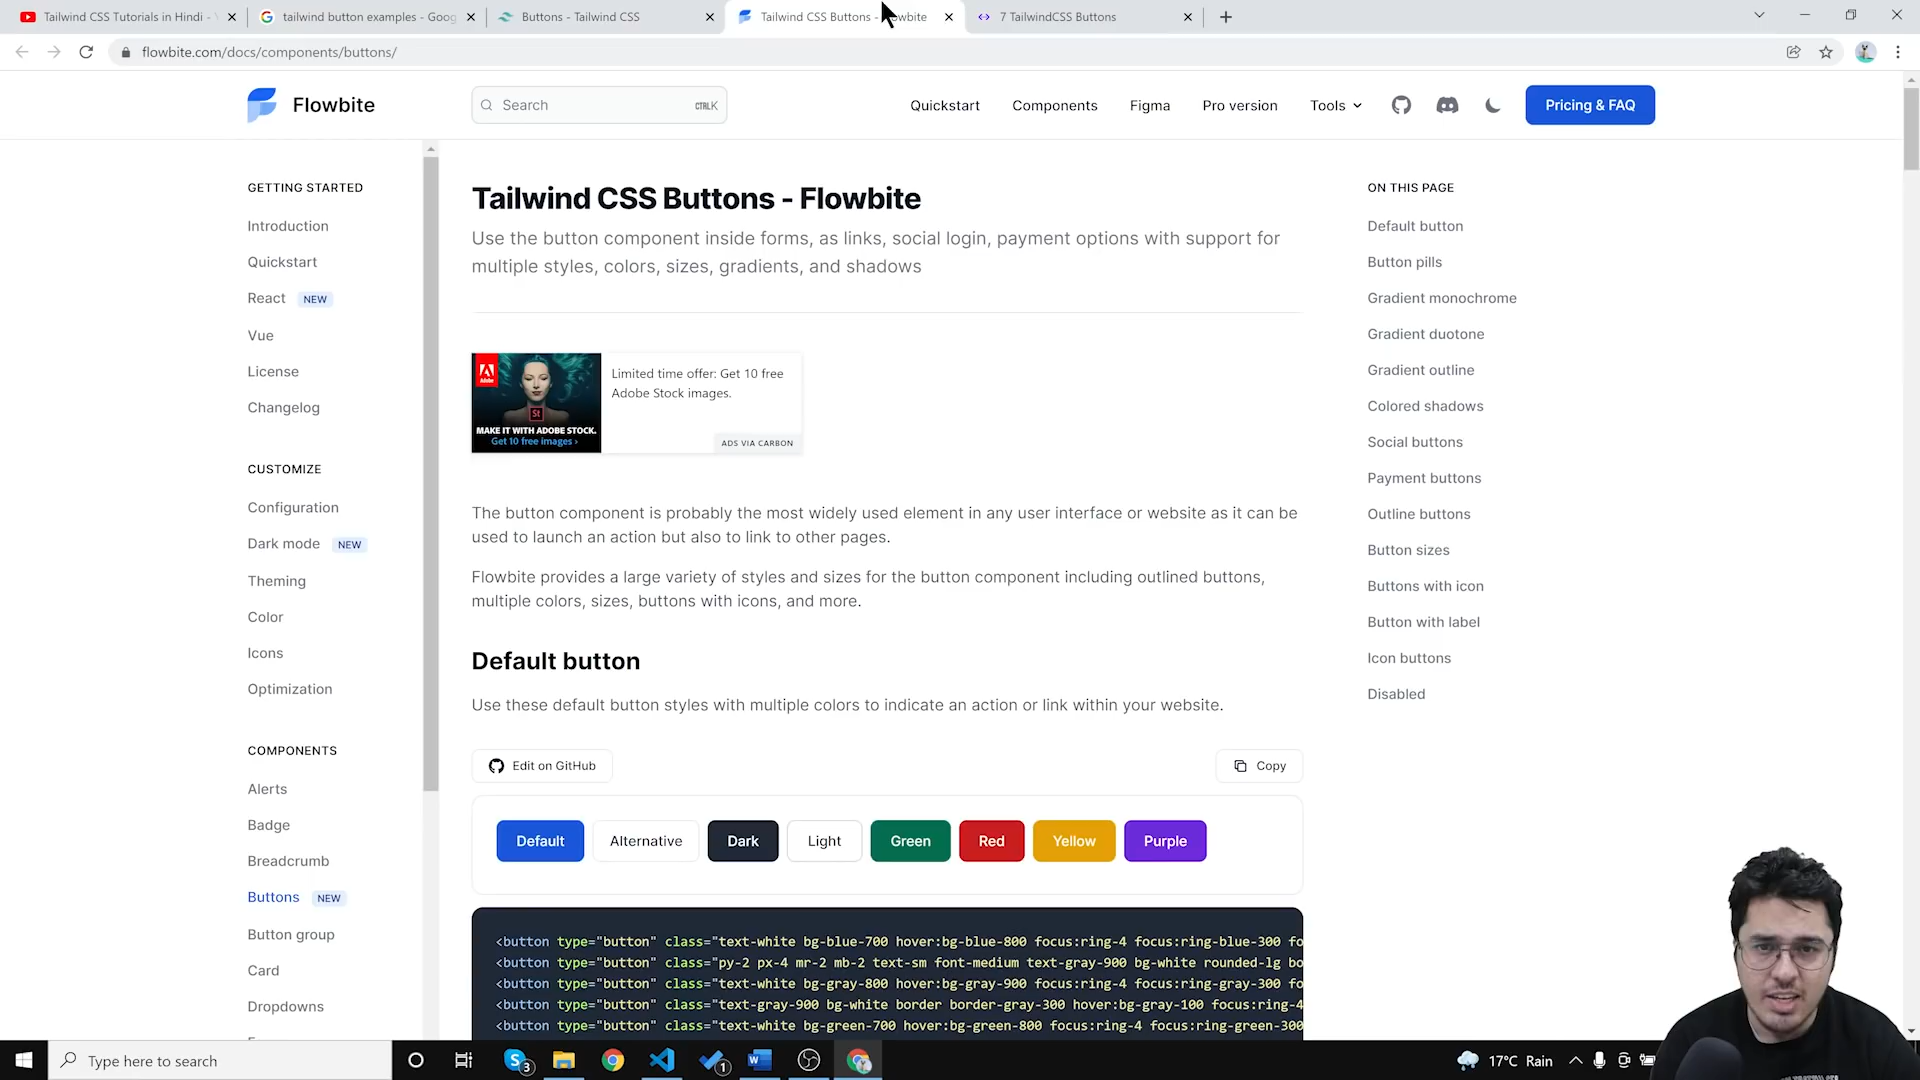 Tailwind CSS Tutorials in Hindi -
tailwind button examples - Goog
Buttons - Tailwind CSS
Tailwind CSS Buttons - Flowbite
7 TailwindCSS Buttons
flowbite.com/docs/components/buttons/
Flowbite
Search
CTRL K
Quickstart
Components
Figma
Pro version
Tools
Pricing & FAQ
GETTING STARTED
Introduction
Quickstart
React NEW
Vue
License
Changelog
CUSTOMIZE
Configuration
Dark mode NEW
Theming
Color
Icons
Optimization
COMPONENTS
Alerts
Badge
Breadcrumb
Buttons NEW
Button group
Card
Dropdowns
Tailwind CSS Buttons - Flowbite
Use the button component inside forms, as links, social login, payment options with support for
multiple styles, colors, sizes, gradients, and shadows
Adobe
St
MAKE IT WITH ADOBE STOCK.
Get 10 free images ›
Limited time offer: Get 10 free
Adobe Stock images.
ADS VIA CARBON
The button component is probably the most widely used element in any user interface or website as it can be
used to launch an action but also to link to other pages.
Flowbite provides a large variety of styles and sizes for the button component including outlined buttons,
multiple colors, sizes, buttons with icons, and more.
Default button
Use these default button styles with multiple colors to indicate an action or link within your website.
Edit on GitHub
Copy
Default
Alternative
Dark
Light
Green
Red
Yellow
Purple
<button type="button" class="text-white bg-blue-700 hover:bg-blue-800 focus:ring-4 focus:ring-blue-300 fo
<button type="button" class="py-2 px-4 mr-2 mb-2 text-sm font-medium text-gray-900 bg-white rounded-lg bo
<button type="button" class="text-white bg-gray-800 hover:bg-gray-900 focus:ring-4 focus:ring-gray-300 fo
<button type="button" class="text-gray-900 bg-white border border-gray-300 hover:bg-gray-100 focus:ring-4
<button type="button" class="text-white bg-green-700 hover:bg-green-800 focus:ring-4 focus:ring-green-300
ON THIS PAGE
Default button
Button pills
Gradient monochrome
Gradient duotone
Gradient outline
Colored shadows
Social buttons
Payment buttons
Outline buttons
Button sizes
Buttons with icon
Button with label
Icon buttons
Disabled
Type here to search
3
1
17°C Rain